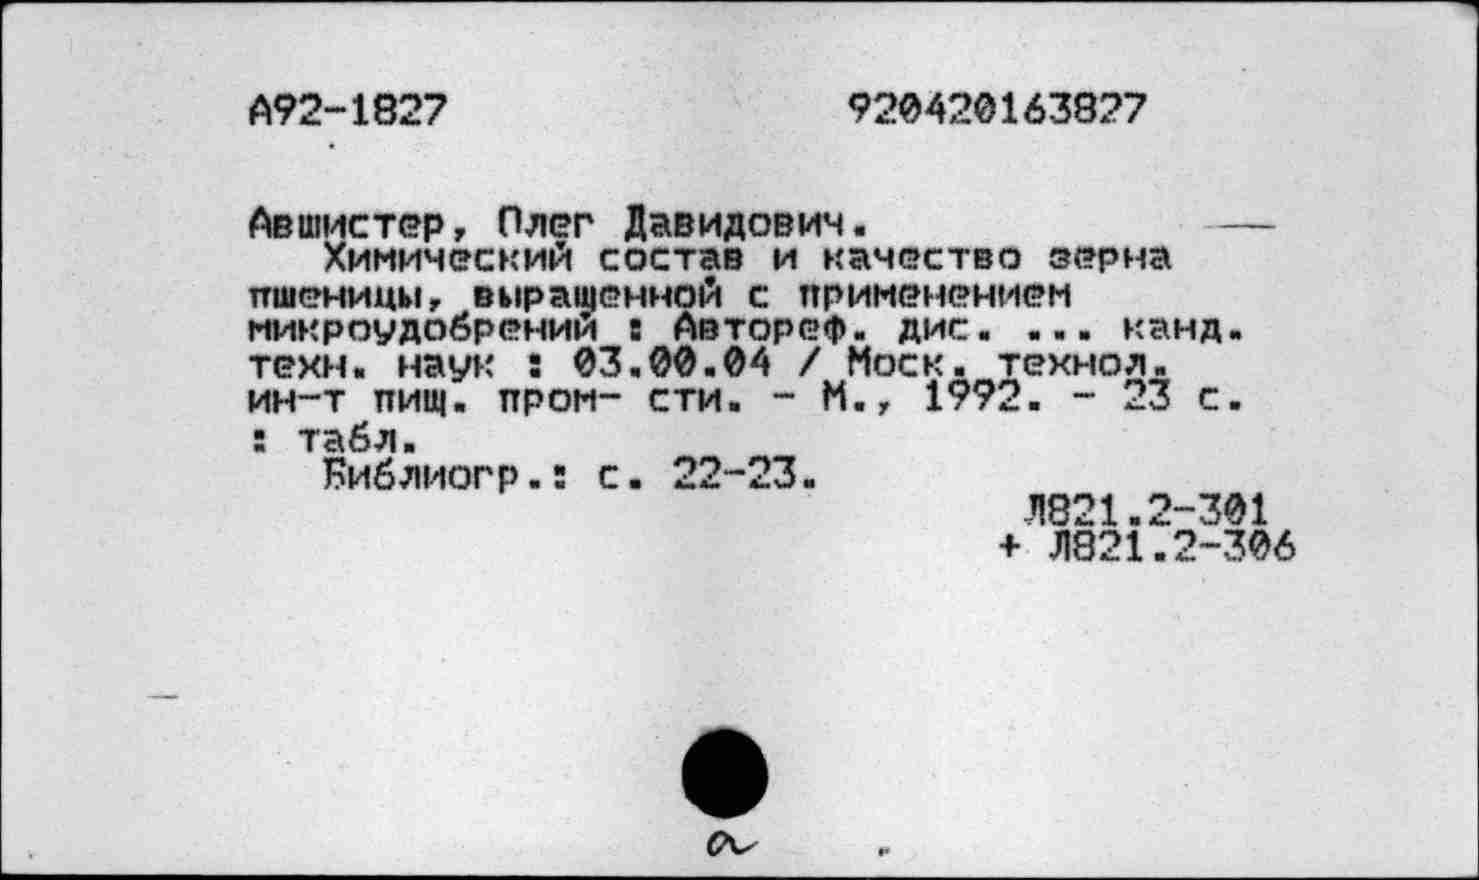 А92-1827 920420163827
Авшистер, Олег Давидович.
Химический состав и качество зерна
пшеницы, выращенной с применением
микроудобрений : Автореф. дис. ... канд.
техн. наук : 03.00.04 / Моск. технол.
ин-т пищ. пром- сти. - М., 1992. - 23 с.
: табл.
Библиогр.: с. 22-23.
Л821.2-301
+ Л821.2-306